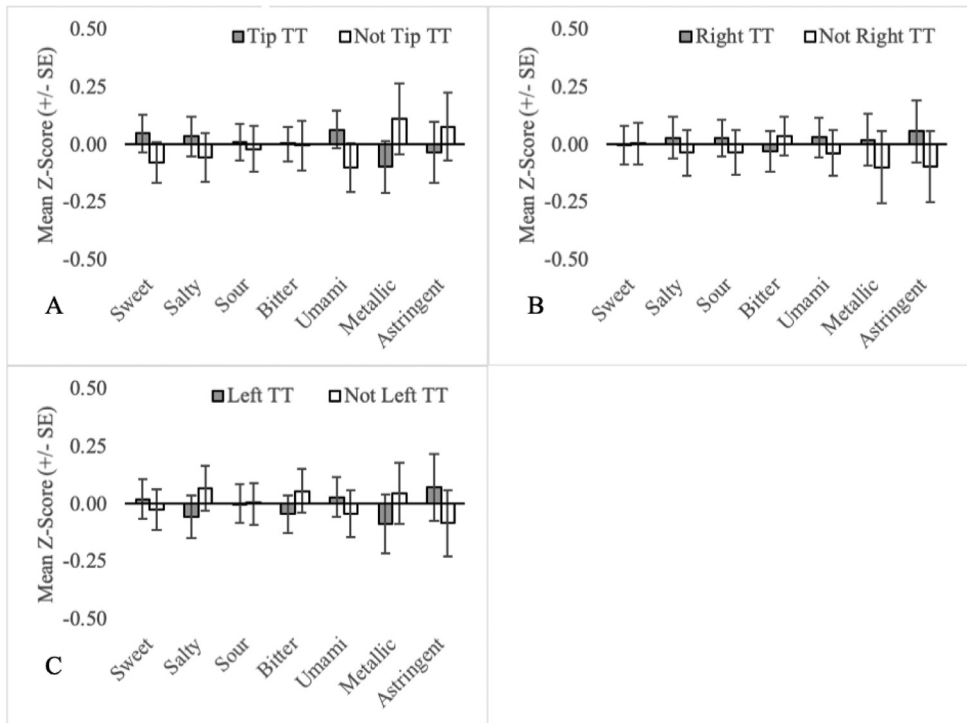 0.50
Tip TT
Not Tip TT
0.25
0.00
-0.25
-0.50
Mean Z-Score (+/- SE)
Sweet
Salty
Sour
Bitter
Umami
Metallic
Astringent
A
0.50
Right TT
Not Right TT
0.25
0.00
-0.25
-0.50
Mean Z-Score (+/- SE)
Sweet
Salty
Sour
Bitter
Umami
Metallic
Astringent
B
0.50
Left TT
Not Left TT
0.25
0.00
-0.25
-0.50
Mean Z-Score (+/- SE)
Sweet
Salty
Sour
Bitter
Umami
Metallic
Astringent
C